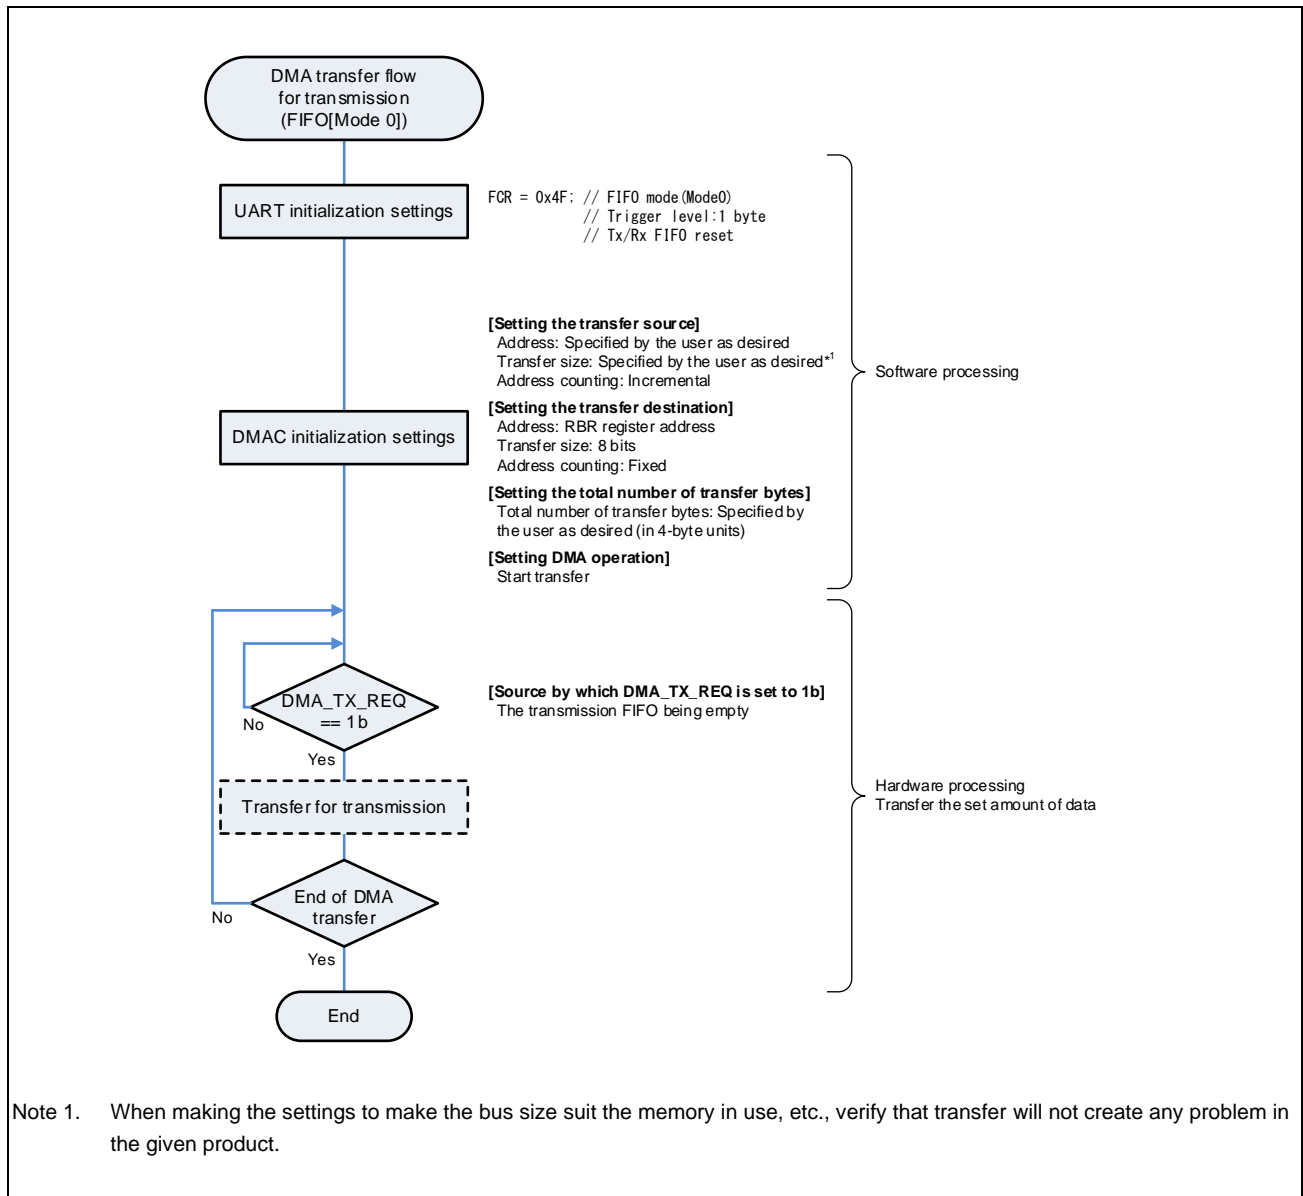 DMA transfer flow
for transmission
(FIFO[Mode 0])
UART initialization settings
FCR = 0x4F; // FIFO mode(Mode0)
// Trigger level:1 byte
// Tx/Rx FIFO reset
[Setting the transfer source]
Address: Specified by the user as desired
Transfer size: Specified by the user as desired*1
Address counting: Incremental
Software processing
DMAC initialization settings
[Setting the transfer destination]
Address: RBR register address
Transfer size: 8 bits
Address counting: Fixed
[Setting the total number of transfer bytes]
Total number of transfer bytes: Specified by
the user as desired (in 4-byte units)
[Setting DMA operation]
Start transfer
DMA_TX_REQ
== 1b
No
Yes
[Source by which DMA_TX_REQ is set to 1b]
The transmission FIFO being empty
Transfer for transmission
Hardware processing
Transfer the set amount of data
End of DMA
transfer
No
Yes
End
Note 1. When making the settings to make the bus size suit the memory in use, etc., verify that transfer will not create any problem in
the given product.